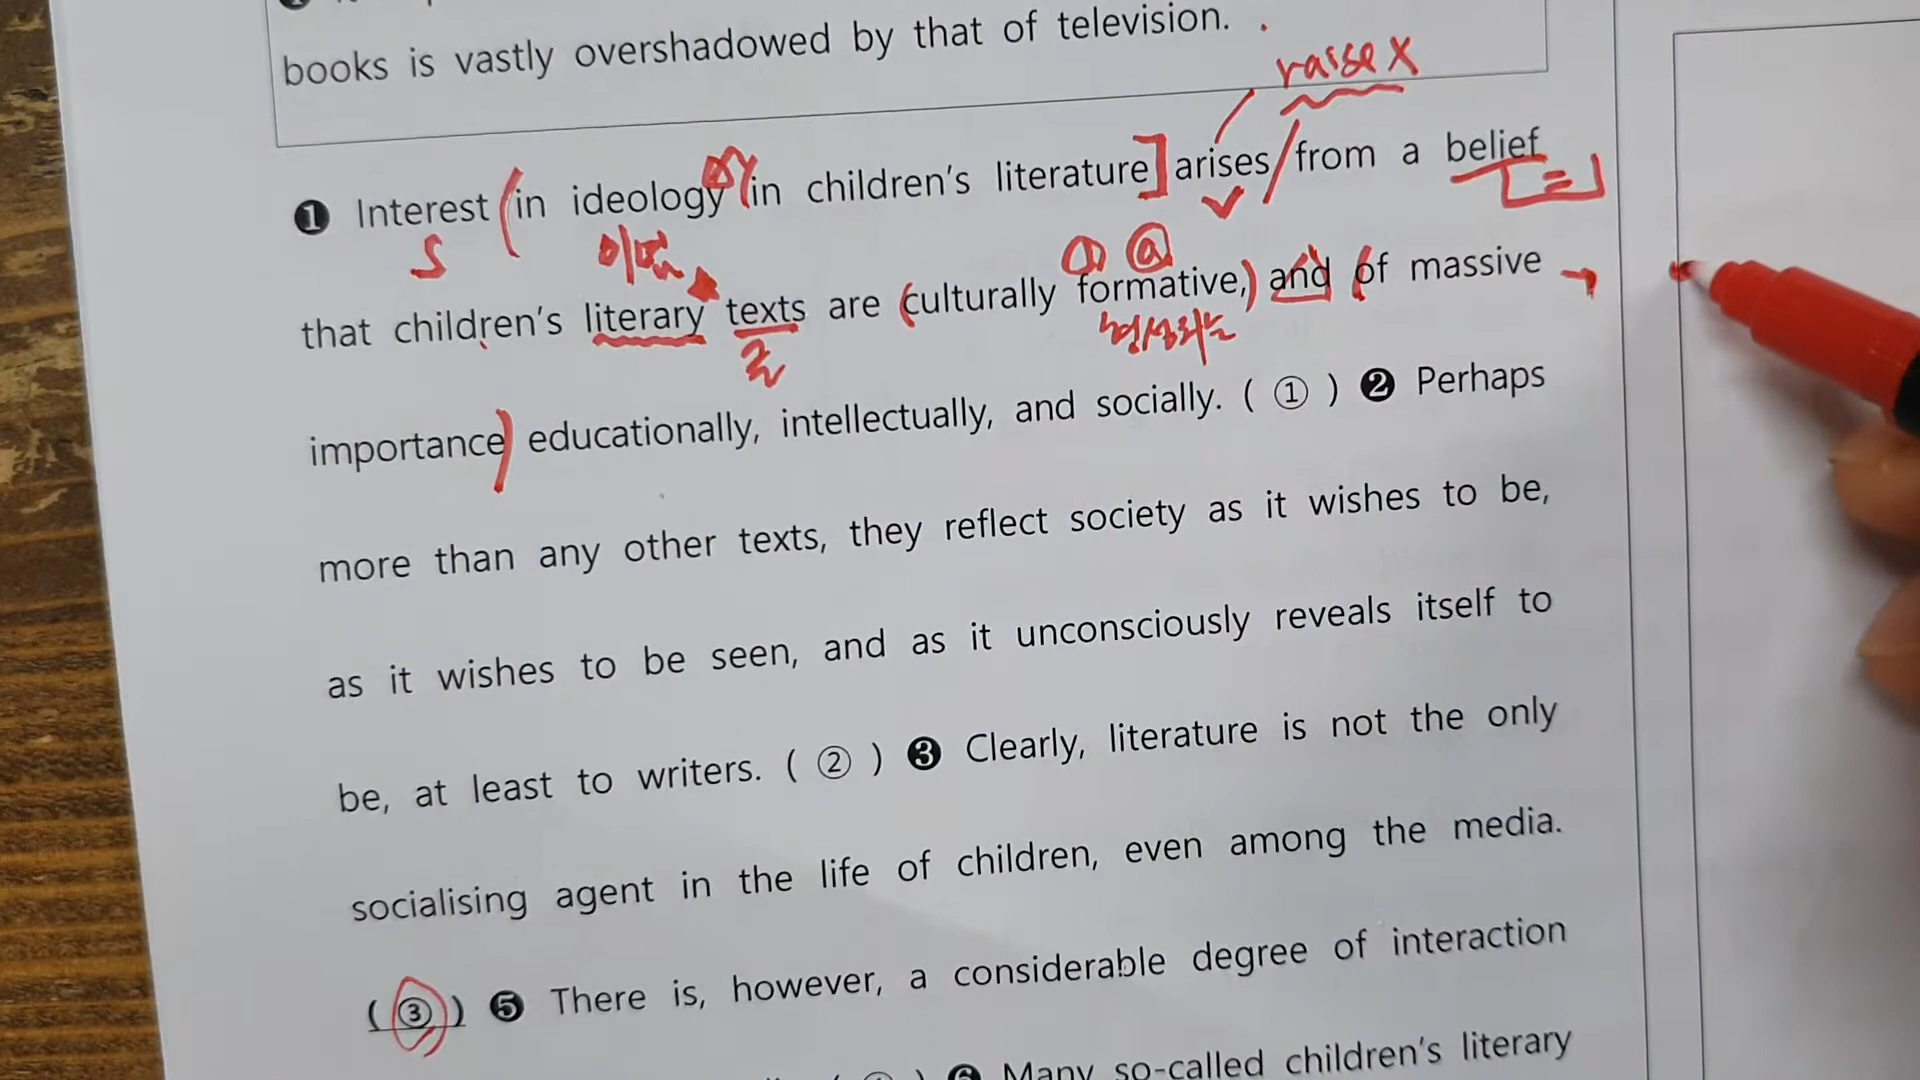 books is vastly overshadowed by that of television.
raise X
❶ Interest in ideology in children's literature arises from a belief
S
=
① ⓐ
that children's literary texts are culturally formative, and of massive
형성되는
importance educationally, intellectually, and socially. ( ① ) ❷ Perhaps
more than any other texts, they reflect society as it wishes to be,
as it wishes to be seen, and as it unconsciously reveals itself to
be, at least to writers. ( ② ) ❸ Clearly, literature is not the only
socialising agent in the life of children, even among the media.
( ③ ) ❺ There is, however, a considerable degree of interaction
❻ Many so-called children's literary